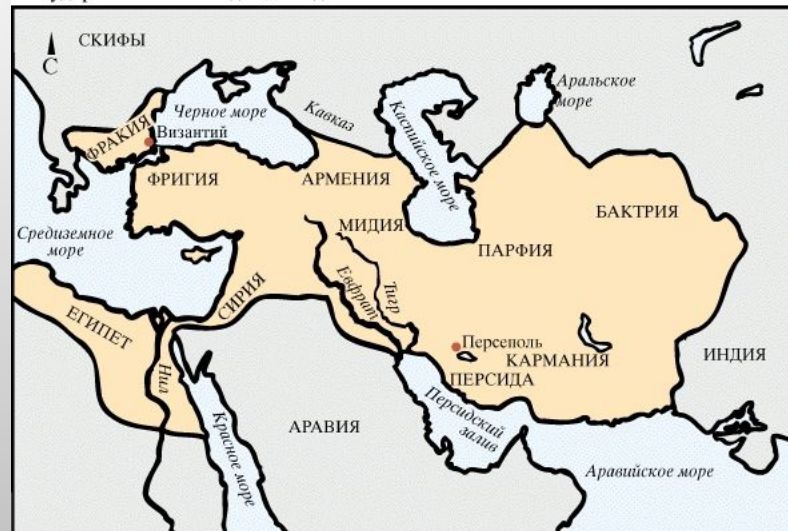 СКИФЫ
С
Аральское
море
Кавказ
Черное море
Каспийское море
ФРАКИЯ
Византий
ФРИГИЯ
АРМЕНИЯ
БАКТРИЯ
МИДИЯ
Средиземное
море
ПАРФИЯ
СИРИЯ
Евфрат
Тигр
ЕГИПЕТ
Персеполь
КАРМАНИЯ
ИНДИЯ
ПЕРСИДА
Нил
Персидский
залив
АРАВИЯ
Красное море
Аравийское море